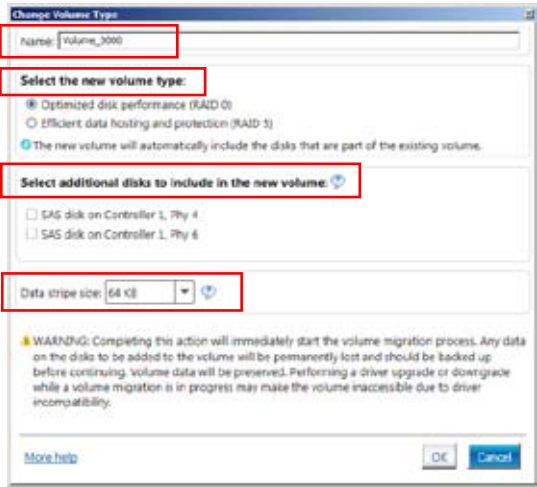 Change Volume Type
Name: Volume_3000
Select the new volume type:
Optimized disk performance (RAID 0)
Efficient data hosting and protection (RAID 5)
The new volume will automatically include the disks that are part of the existing volume.
Select additional disks to include in the new volume:
SAS disk on Controller 1, Phy 4
SAS disk on Controller 1, Phy 6
Data stripe size: 64 KB
WARNING: Completing this action will immediately start the volume migration process. Any data
on the disks to be added to the volume will be permanently lost and should be backed up
before continuing. Volume data will be preserved. Performing a driver upgrade or downgrade
while a volume migration is in progress may make the volume inaccessible due to driver
incompatibility.
More help
OK
Cancel